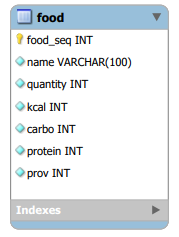 food
food_seq INT
name VARCHAR(100)
quantity INT
kcal INT
carbo INT
protein INT
prov INT
Indexes